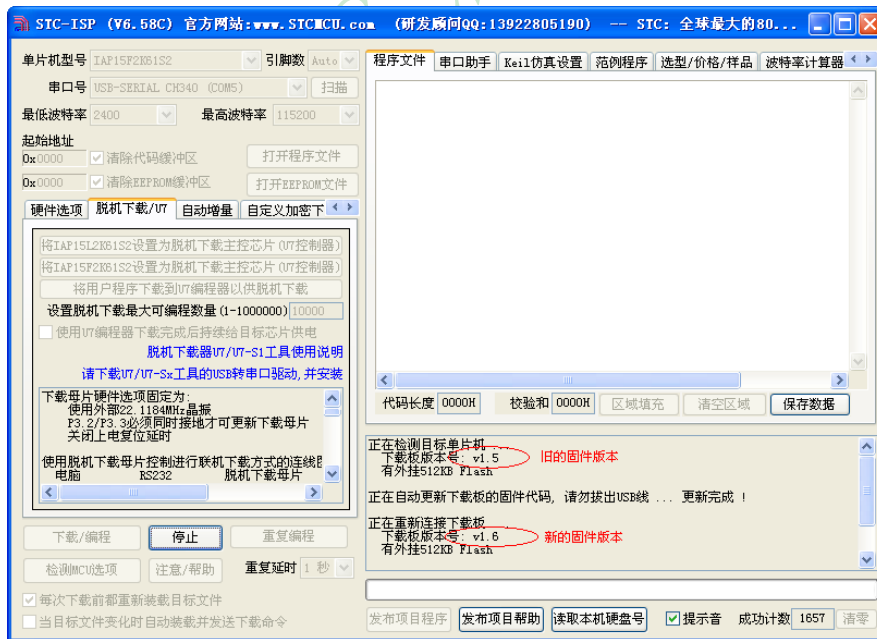 STC-ISP (V6.58C) 官方网站:www.STCMCU.com (研发顾问QQ:13922805190) -- STC: 全球最大的80...
单片机型号 IAP15F2K61S2 引脚数 Auto
串口号 USB-SERIAL CH340 (COM5) 扫描
最低波特率 2400 最高波特率 115200
起始地址
0x0000 清除代码缓冲区 打开程序文件
0x0000 清除EEPROM缓冲区 打开EEPROM文件
硬件选项 脱机下载/U7 自动增量 自定义加密下
将IAP15L2K61S2设置为脱机下载主控芯片(U7控制器)
将IAP15F2K61S2设置为脱机下载主控芯片(U7控制器)
将用户程序下载到U7编程器以供脱机下载
设置脱机下载最大可编程数量(1-1000000) 10000
使用U7编程器下载完成后持续给目标芯片供电
脱机下载器U7/U7-S1工具使用说明
请下载U7/U7-Sx工具的USB转串口驱动,并安装
下载母片硬件选项固定为:
使用外部22.1184MHz晶振
P3.2/P3.3必须同时接地才可更新下载母片
关闭上电复位延时
使用脱机下载母片控制进行联机下载方式的连线
电脑 RS232 脱机下载母片
下载/编程 停止 重复编程
检测MCU选项 注意/帮助 重复延时 1 秒
每次下载前都重新装载目标文件
当目标文件变化时自动装载并发送下载命令
程序文件 串口助手 Keil仿真设置 范例程序 选型/价格/样品 波特率计算器
代码长度 0000H 校验和 0000H 区域填充 清空区域 保存数据
正在检测目标单片机 ...
下载板版本号: v1.5 旧的固件版本
有外挂512KB Flash
正在自动更新下载板的固件代码, 请勿拔出USB线 ... 更新完成 !
正在重新连接下载板 ...
下载板版本号: v1.6 新的固件版本
有外挂512KB Flash
发布项目程序 发布项目帮助 读取本机硬盘号 提示音 成功计数 1657 清零